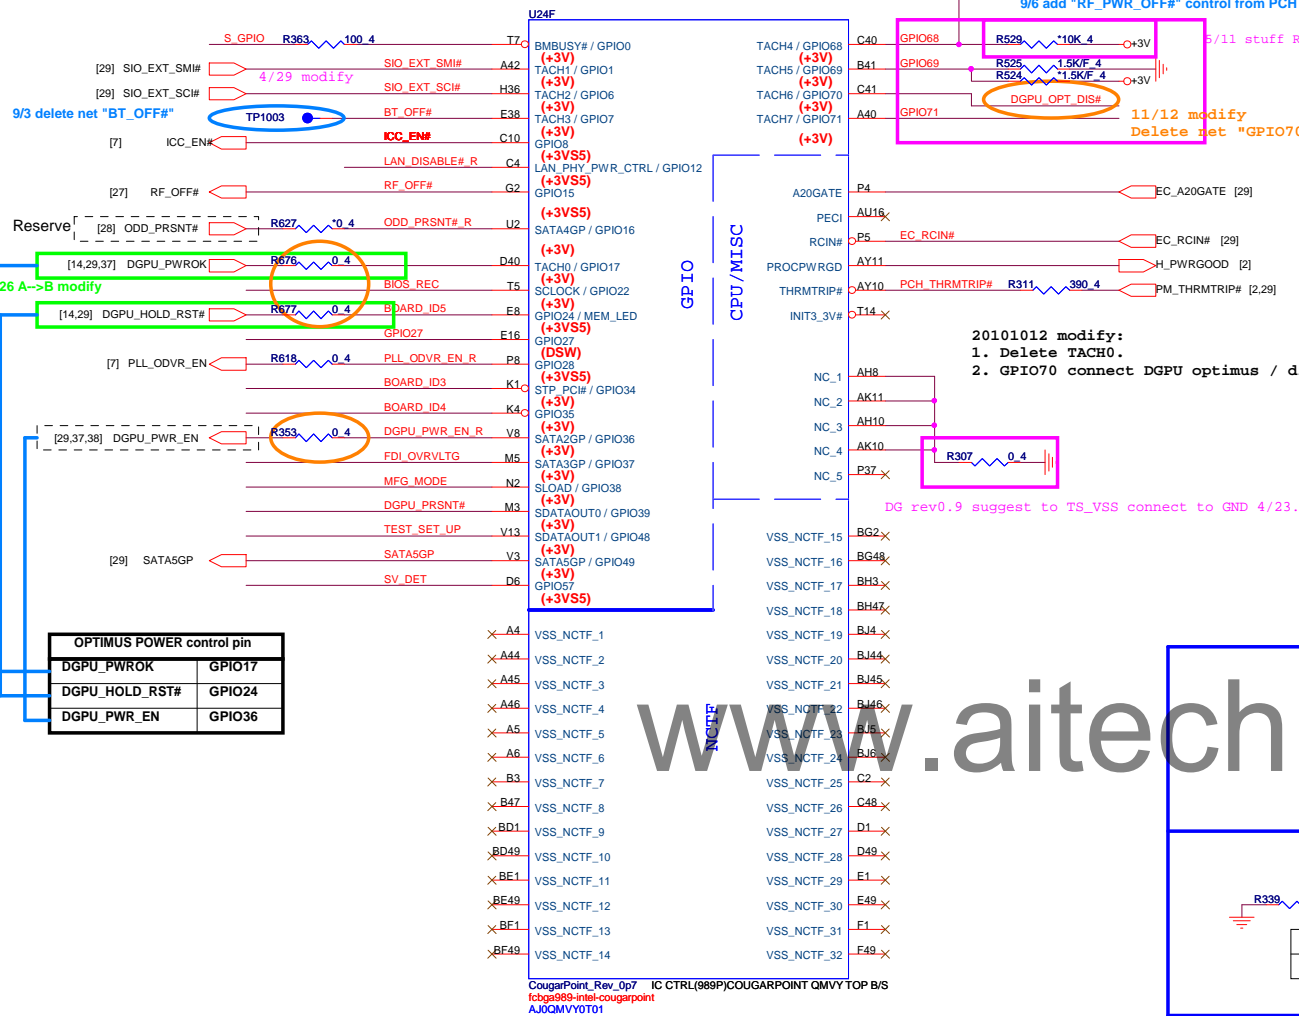 9/6 add "RF_PWR_OFF#" control from PCH
U24F
S_GPIO R363 100_4 T7 BMBUSY# / GPIO0 (+3V)
[29] SIO_EXT_SMI# 4/29 modify SIO_EXT_SMI# A42 TACH1 / GPIO1 (+3V)
[29] SIO_EXT_SCI# SIO_EXT_SCI# H36 TACH2 / GPIO6 (+3V)
9/3 delete net "BT_OFF#" TP1003 BT_OFF# E38 TACH3 / GPIO7 (+3V)
[7] ICC_EN# ICC_EN# C10 GPIO8 (+3VS5)
LAN_DISABLE#_R C4 LAN_PHY_PWR_CTRL / GPIO12 (+3VS5)
[27] RF_OFF# RF_OFF# G2 GPIO15 (+3VS5)
Reserve [28] ODD_PRSNT# R627 *0_4 ODD_PRSNT#_R U2 SATA4GP / GPIO16 (+3V)
[14,29,37] DGPU_PWROK R676 0_4 D40 TACH0 / GPIO17 (+3V)
26 A-->B modify
BIOS_REC T5 SCLOCK / GPIO22 (+3V)
[14,29] DGPU_HOLD_RST# R677 0_4 BOARD_ID5 E8 GPIO24 / MEM_LED (+3VS5)
GPIO27 E16 GPIO27 (DSW)
[7] PLL_ODVR_EN R618 0_4 PLL_ODVR_EN_R P8 GPIO28 (+3VS5)
BOARD_ID3 K1 STP_PCI# / GPIO34 (+3V)
BOARD_ID4 K4 GPIO35 (+3V)
[29,37,38] DGPU_PWR_EN R353 0_4 DGPU_PWR_EN_R V8 SATA2GP / GPIO36 (+3V)
FDI_OVRVLTG M5 SATA3GP / GPIO37 (+3V)
MFG_MODE N2 SLOAD / GPIO38 (+3V)
DGPU_PRSNT# M3 SDATAOUT0 / GPIO39 (+3V)
TEST_SET_UP V13 SDATAOUT1 / GPIO48 (+3V)
[29] SATA5GP SATA5GP V3 SATA5GP / GPIO49 (+3V)
SV_DET D6 GPIO57 (+3VS5)
GPIO
CPU/MISC
NCTF
TACH4 / GPIO68 (+3V) C40 GPIO68 R529 *10K_4 +3V
5/11 stuff R
TACH5 / GPIO69 (+3V) B41 GPIO69 R525 1.5K/F_4
R524 *1.5K/F_4 +3V
TACH6 / GPIO70 (+3V) C41 DGPU_OPT_DIS#
TACH7 / GPIO71 (+3V) A40 GPIO71
11/12 modify
Delete net "GPIO70
A20GATE P4 EC_A20GATE [29]
PECI AU16
RCIN# P5 EC_RCIN# EC_RCIN# [29]
PROCPWRGD AY11 H_PWRGOOD [2]
THRMTRIP# AY10 PCH_THRMTRIP# R311 390_4 PM_THRMTRIP# [2,29]
INIT3_3V# T14
20101012 modify:
1. Delete TACH0.
2. GPIO70 connect DGPU optimus / d
NC_1 AH8
NC_2 AK11
NC_3 AH10
NC_4 AK10
NC_5 P37
R307 0_4
DG rev0.9 suggest to TS_VSS connect to GND 4/23.
OPTIMUS POWER control pin
DGPU_PWROK GPIO17
DGPU_HOLD_RST# GPIO24
DGPU_PWR_EN GPIO36
A4 VSS_NCTF_1
A44 VSS_NCTF_2
A45 VSS_NCTF_3
A46 VSS_NCTF_4
A5 VSS_NCTF_5
A6 VSS_NCTF_6
B3 VSS_NCTF_7
B47 VSS_NCTF_8
BD1 VSS_NCTF_9
BD49 VSS_NCTF_10
BE1 VSS_NCTF_11
BE49 VSS_NCTF_12
BF1 VSS_NCTF_13
BF49 VSS_NCTF_14
VSS_NCTF_15 BG2
VSS_NCTF_16 BG48
VSS_NCTF_17 BH3
VSS_NCTF_18 BH47
VSS_NCTF_19 BJ4
VSS_NCTF_20 BJ44
VSS_NCTF_21 BJ45
VSS_NCTF_22 BJ46
VSS_NCTF_23 BJ5
VSS_NCTF_24 BJ6
VSS_NCTF_25 C2
VSS_NCTF_26 C48
VSS_NCTF_27 D1
VSS_NCTF_28 D49
VSS_NCTF_29 E1
VSS_NCTF_30 E49
VSS_NCTF_31 F1
VSS_NCTF_32 F49
www.aitech
R339
CougarPoint_Rev_0p7 IC CTRL(989P)COUGARPOINT QMVY TOP B/S
fcbga989-intel-cougarpoint
AJ0QMVY0T01